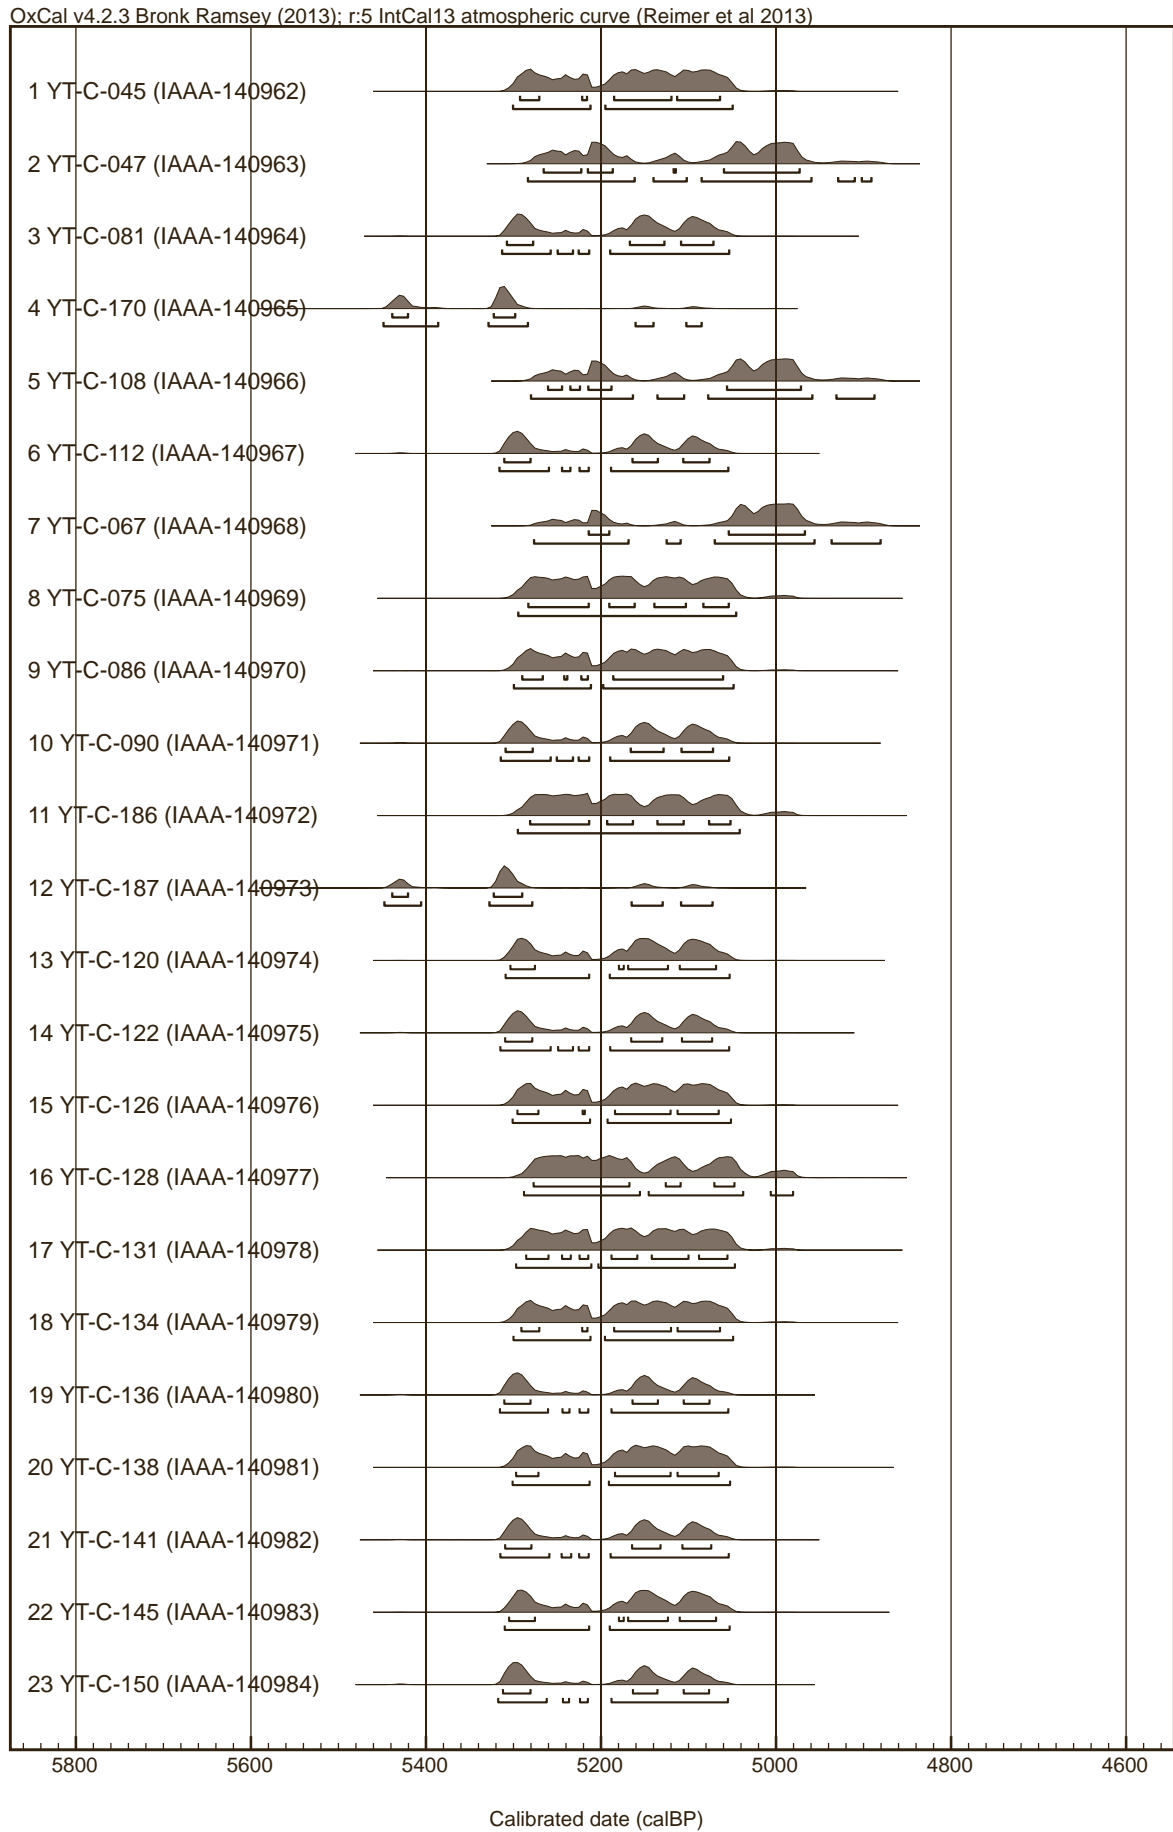 OxCal v4.2.3 Bronk Ramsey (2013); r:5 IntCal13 atmospheric curve (Reimer et al 2013)
1 YT-C-045 (IAAA-140962)
2 YT-C-047 (IAAA-140963)
3 YT-C-081 (IAAA-140964)
4 YT-C-170 (IAAA-140965)
5 YT-C-108 (IAAA-140966)
6 YT-C-112 (IAAA-140967)
7 YT-C-067 (IAAA-140968)
8 YT-C-075 (IAAA-140969)
9 YT-C-086 (IAAA-140970)
10 YT-C-090 (IAAA-140971)
11 YT-C-186 (IAAA-140972)
12 YT-C-187 (IAAA-140973)
13 YT-C-120 (IAAA-140974)
14 YT-C-122 (IAAA-140975)
15 YT-C-126 (IAAA-140976)
16 YT-C-128 (IAAA-140977)
17 YT-C-131 (IAAA-140978)
18 YT-C-134 (IAAA-140979)
19 YT-C-136 (IAAA-140980)
20 YT-C-138 (IAAA-140981)
21 YT-C-141 (IAAA-140982)
22 YT-C-145 (IAAA-140983)
23 YT-C-150 (IAAA-140984)
5800 5600 5400 5200 5000 4800 4600
Calibrated date (calBP)